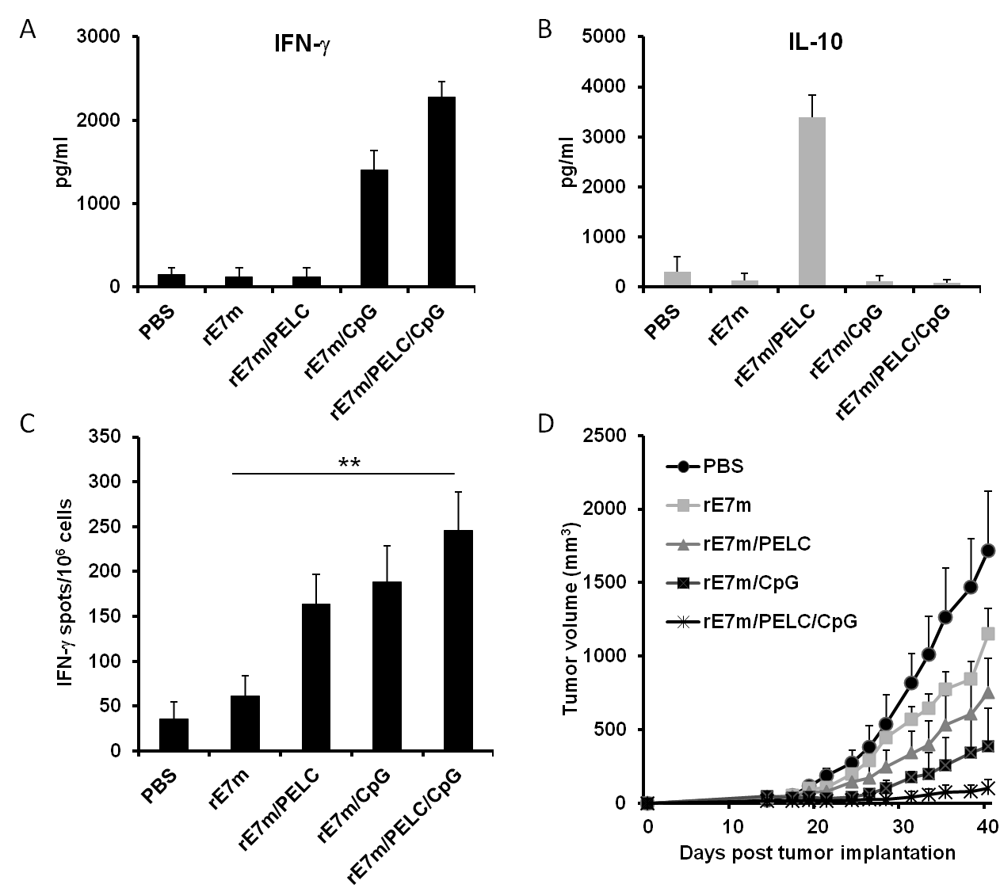 A
IFN-γ
3000
2000
1000
0
pg/ml
PBS
rE7m
rE7m/PELC
rE7m/CpG
rE7m/PELC/CpG
B
IL-10
5000
4000
3000
2000
1000
0
pg/ml
PBS
rE7m
rE7m/PELC
rE7m/CpG
rE7m/PELC/CpG
C
350
300
250
200
150
100
50
0
IFN-γ spots/10⁶ cells
**
PBS
rE7m
rE7m/PELC
rE7m/CpG
rE7m/PELC/CpG
D
2500
2000
1500
1000
500
0
Tumor volume (mm³)
PBS
rE7m
rE7m/PELC
rE7m/CpG
rE7m/PELC/CpG
0 10 20 30 40
Days post tumor implantation